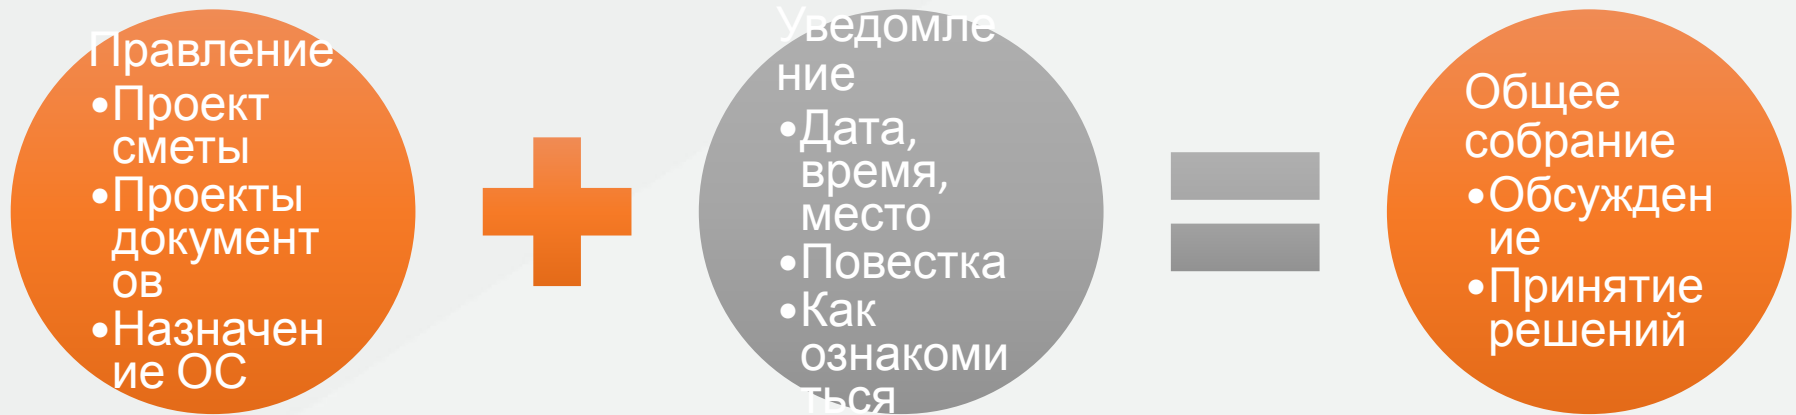 Правление
•Проект
сметы
•Проекты
документ
ов
•Назначен
ие ОС
Уведомле
ние
•Дата,
время,
место
•Повестка
•Как
ознакоми
ться
Общее
собрание
•Обсужден
ие
•Принятие
решений